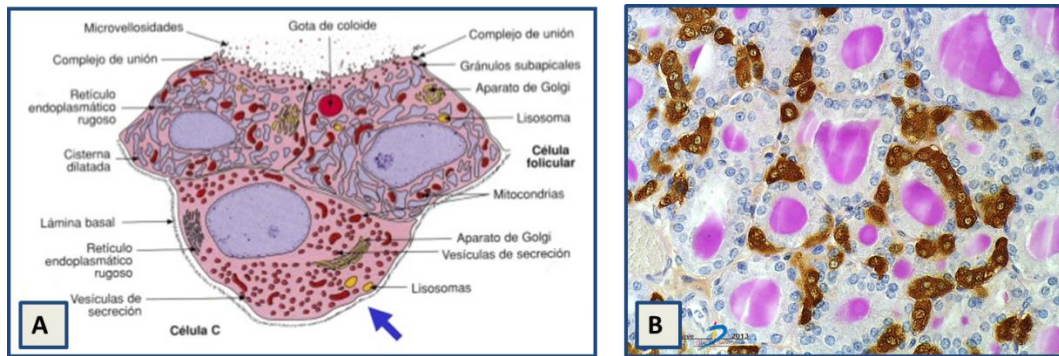 Microvellosidades
Gota de coloide
Complejo de unión
Complejo de unión
Gránulos subapicales
Aparato de Golgi
Retículo
endoplasmático
rugoso
Lisosoma
Célula
folicular
Cisterna
dilatada
Mitocondrias
Lámina basal
Aparato de Golgi
Vesículas de secreción
Retículo
endoplasmático
rugoso
Lisosomas
Vesículas de
secreción
Célula C
A
B
2013